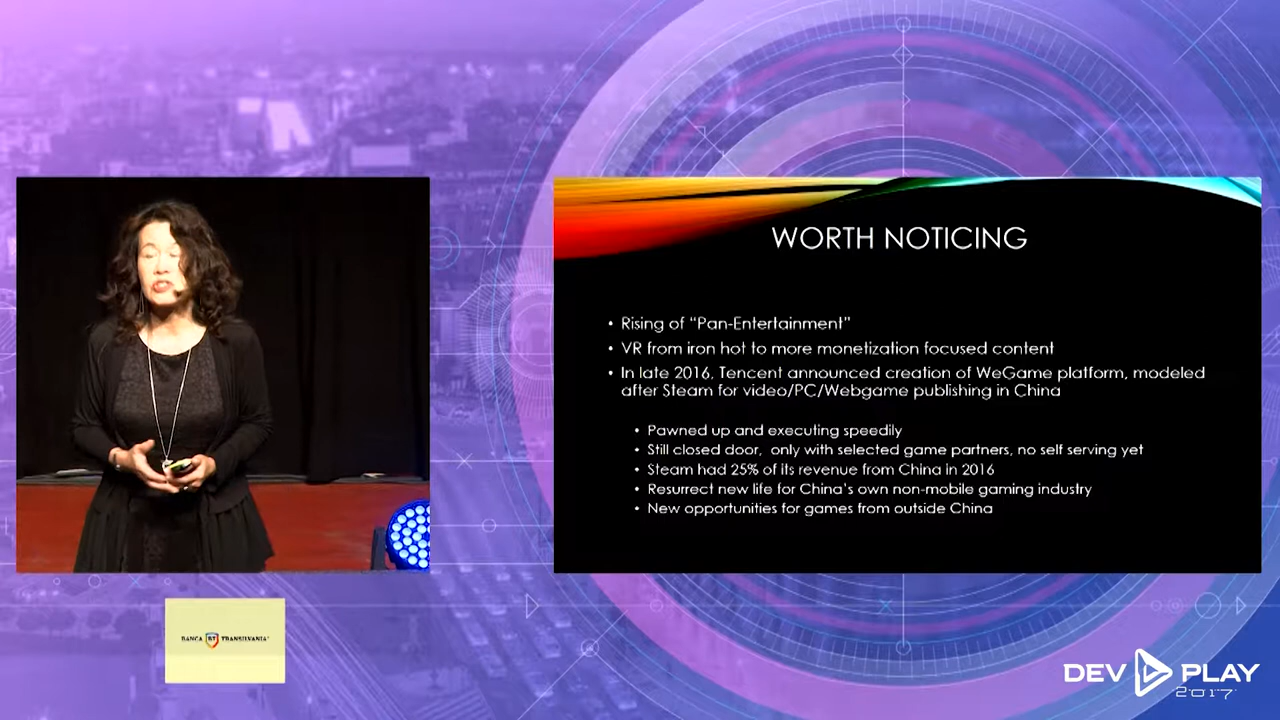 WORTH NOTICING
• Rising of “Pan-Entertainment”
• VR from iron hot to more monetization focused content
• In late 2016, Tencent announced creation of WeGame platform, modeled
after Steam for video/PC/Webgame publishing in China
• Pawned up and executing speedily
• Still closed door, only with selected game partners, no self serving yet
• Steam had 25% of its revenue from China in 2016
• Resurrect new life for China’s own non-mobile gaming industry
• New opportunities for games from outside China
BANCA BT TRANSILVANIA
DEV PLAY
2017